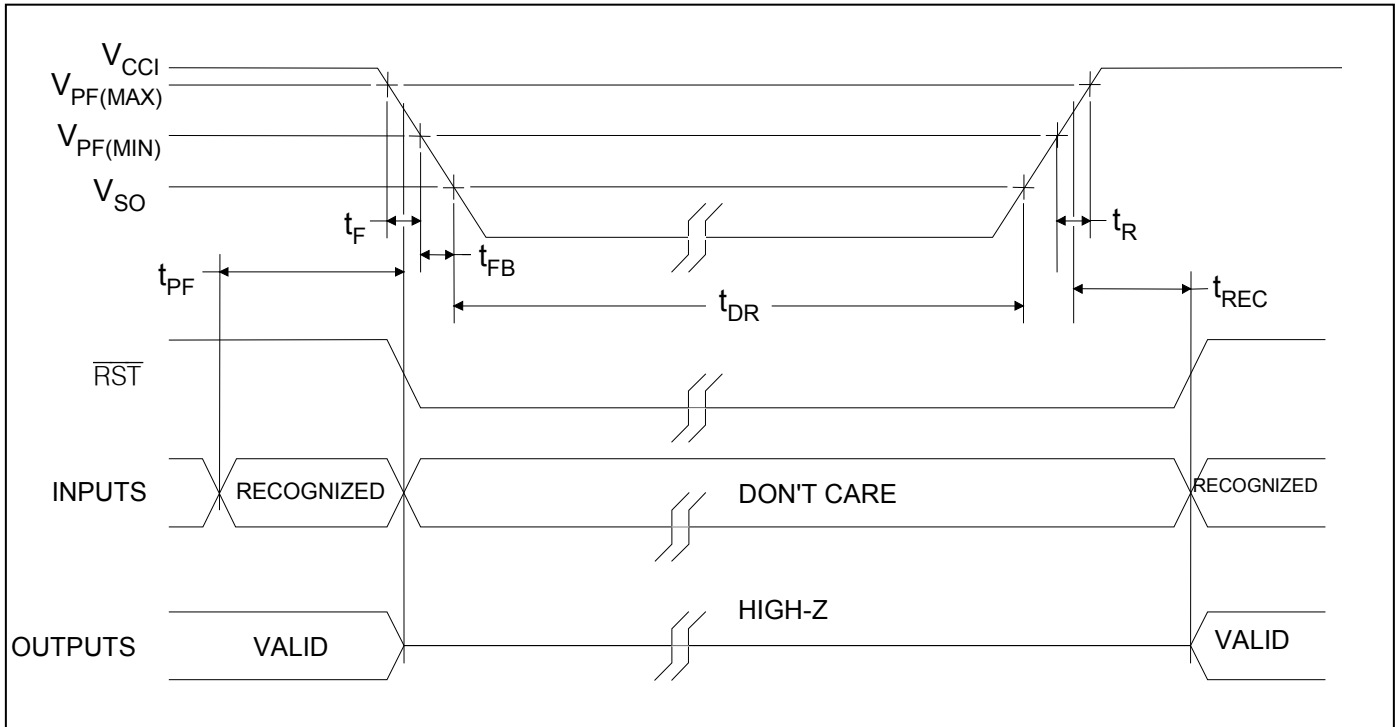 V_CCI
V_PF(MAX)
V_PF(MIN)
V_SO
t_F
t_R
t_FB
t_PF
t_DR
t_REC
R̅S̅T̅
INPUTS RECOGNIZED DON'T CARE RECOGNIZED
HIGH-Z
OUTPUTS VALID VALID